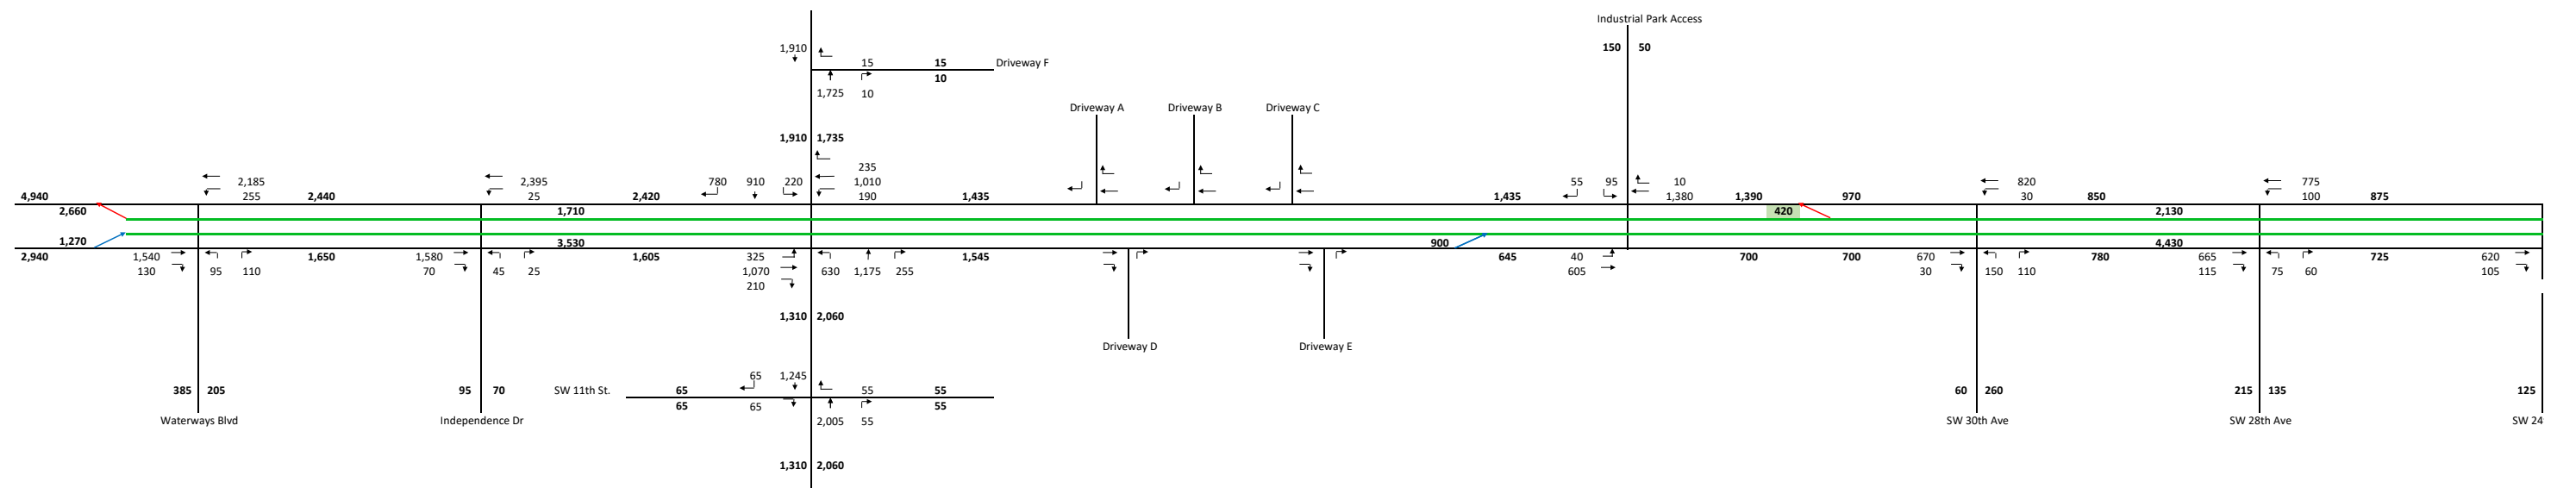 Industrial Park Access
1,910 150 50
15 15 Driveway F
10
1,725 10
Driveway A Driveway B Driveway C
1,910 1,735
235
2,185 2,395 780 910 220 1,010 55 95 10 820 775
4,940 255 2,440 25 2,420 190 1,435 1,435 1,380 1,390 970 30 850 100 875
2,660 1,710 420 2,130
1,270 3,530 900 4,430
2,940 1,540 1,650 1,580 1,605 325 1,545 645 40 700 700 670 780 665 725 620
130 95 110 70 45 25 1,070 630 1,175 255 605 30 150 110 115 75 60 105
210
1,310 2,060
Driveway D Driveway E
65 1,245
385 205 95 70 SW 11th St. 65 55 55 60 260 215 135 125
65 65 55
Waterways Blvd Independence Dr 2,005 55 SW 30th Ave SW 28th Ave SW 24
1,310 2,060